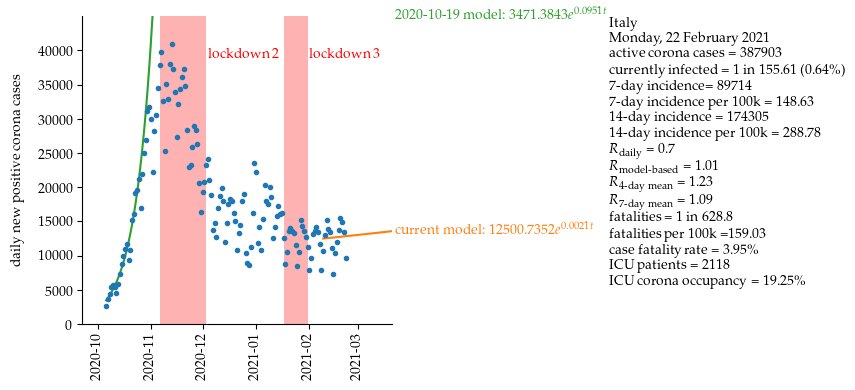 2020-10-19 model: 3471.3843e^0.0951t
lockdown 2
lockdown 3
current model: 12500.7352e^0.0021t
daily new positive corona cases
40000
35000
30000
25000
20000
15000
10000
5000
0
2020-10
2020-11
2020-12
2021-01
2021-02
2021-03
Italy
Monday, 22 February 2021
active corona cases = 387903
currently infected = 1 in 155.61 (0.64%)
7-day incidence= 89714
7-day incidence per 100k = 148.63
14-day incidence = 174305
14-day incidence per 100k = 288.78
R_daily = 0.7
R_model-based = 1.01
R_4-day mean = 1.23
R_7-day mean = 1.09
fatalities = 1 in 628.8
fatalities per 100k =159.03
case fatality rate = 3.95%
ICU patients = 2118
ICU corona occupancy = 19.25%